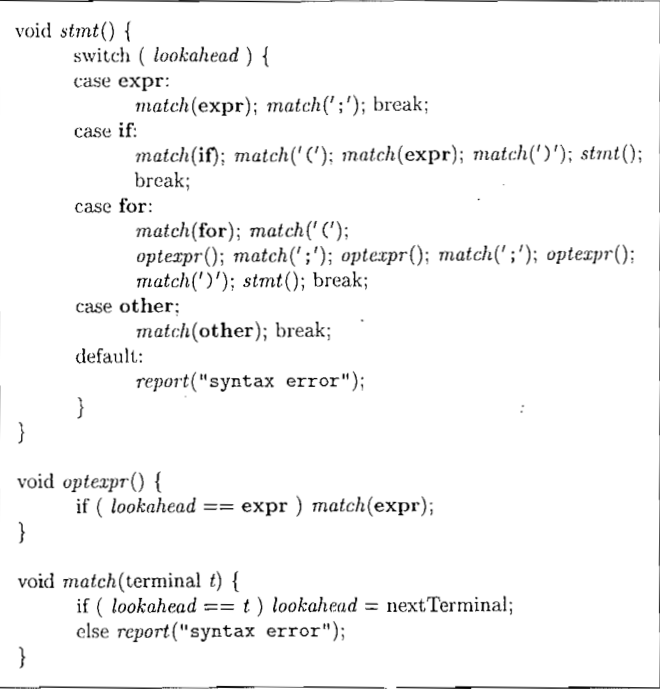 void stmt() {
switch ( lookahead ) {
case expr:
match(expr); match(';'); break;
case if:
match(if); match('('); match(expr); match(')'); stmt();
break;
case for:
match(for); match('(');
optexpr(); match(';'); optexpr(); match(';'); optexpr();
match(')'); stmt(); break;
case other;
match(other); break;
default:
report("syntax error");
}
}
void optexpr() {
if ( lookahead == expr ) match(expr);
}
void match(terminal t) {
if ( lookahead == t ) lookahead = nextTerminal;
else report("syntax error");
}